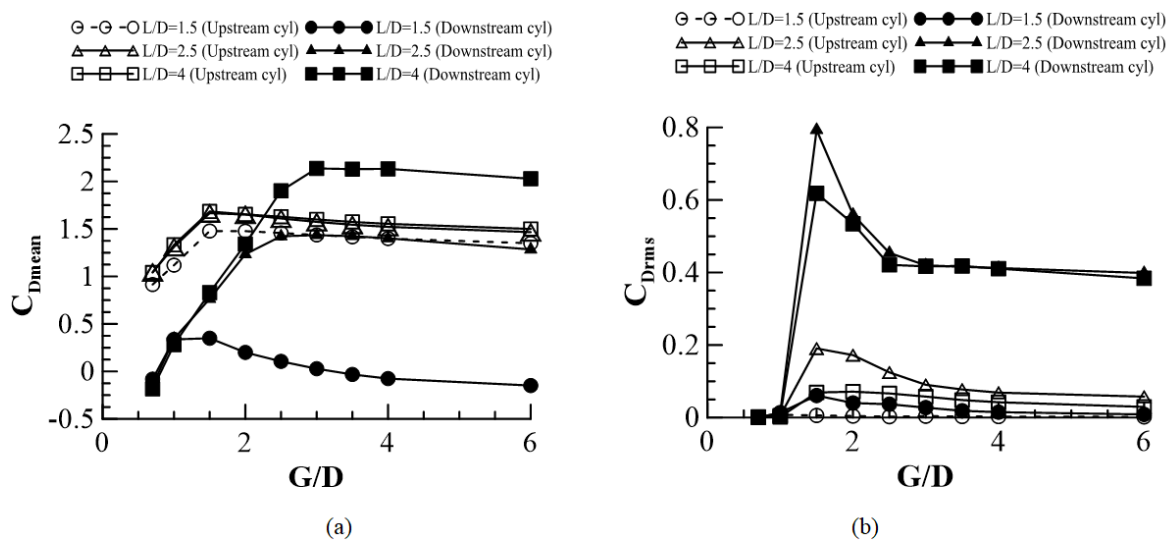 L/D=1.5 (Upstream cyl) L/D=1.5 (Downstream cyl)
L/D=2.5 (Upstream cyl) L/D=2.5 (Downstream cyl)
L/D=4 (Upstream cyl) L/D=4 (Downstream cyl)
2.5
2
1.5
1
0.5
0
-0.5
C_Dmean
0 2 4 6
G/D
(a)
L/D=1.5 (Upstream cyl) L/D=1.5 (Downstream cyl)
L/D=2.5 (Upstream cyl) L/D=2.5 (Downstream cyl)
L/D=4 (Upstream cyl) L/D=4 (Downstream cyl)
0.8
0.6
0.4
0.2
0
C_Drms
0 2 4 6
G/D
(b)